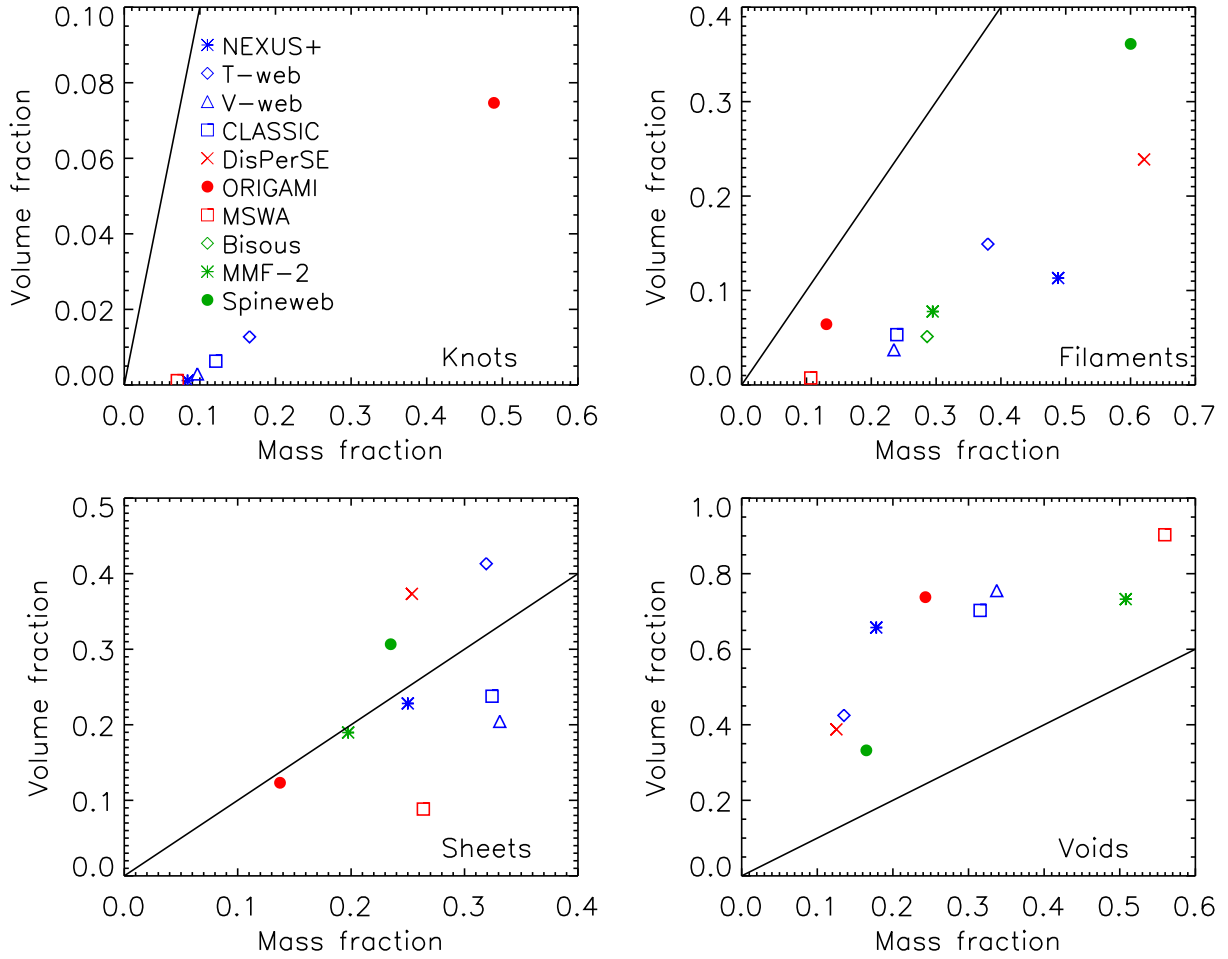 0.10
0.08
0.06
0.04
0.02
0.00
Volume fraction
NEXUS+
T-web
V-web
CLASSIC
DisPerSE
ORIGAMI
MSWA
Bisous
MMF-2
Spineweb
Knots
0.0 0.1 0.2 0.3 0.4 0.5 0.6
Mass fraction
0.4
0.3
0.2
0.1
0.0
Volume fraction
Filaments
0.0 0.1 0.2 0.3 0.4 0.5 0.6 0.7
Mass fraction
0.5
0.4
0.3
0.2
0.1
0.0
Volume fraction
Sheets
0.0 0.1 0.2 0.3 0.4
Mass fraction
1.0
0.8
0.6
0.4
0.2
0.0
Volume fraction
Voids
0.0 0.1 0.2 0.3 0.4 0.5 0.6
Mass fraction